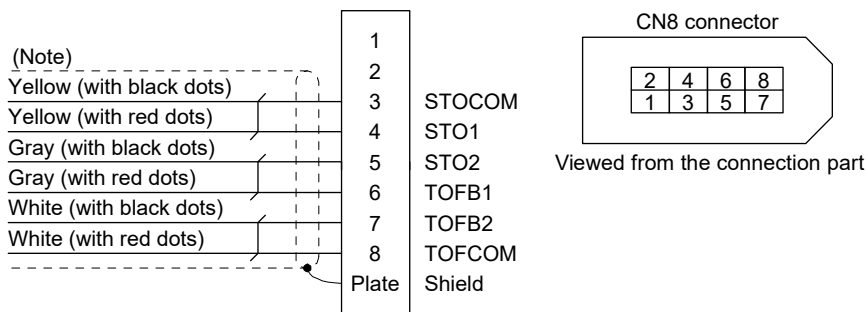 (Note)
Yellow (with black dots)
Yellow (with red dots)
Gray (with black dots)
Gray (with red dots)
White (with black dots)
White (with red dots)
1
2
3 STOCOM
4 STO1
5 STO2
6 TOFB1
7 TOFB2
8 TOFCOM
Plate Shield
CN8 connector
2 4 6 8
1 3 5 7
Viewed from the connection part